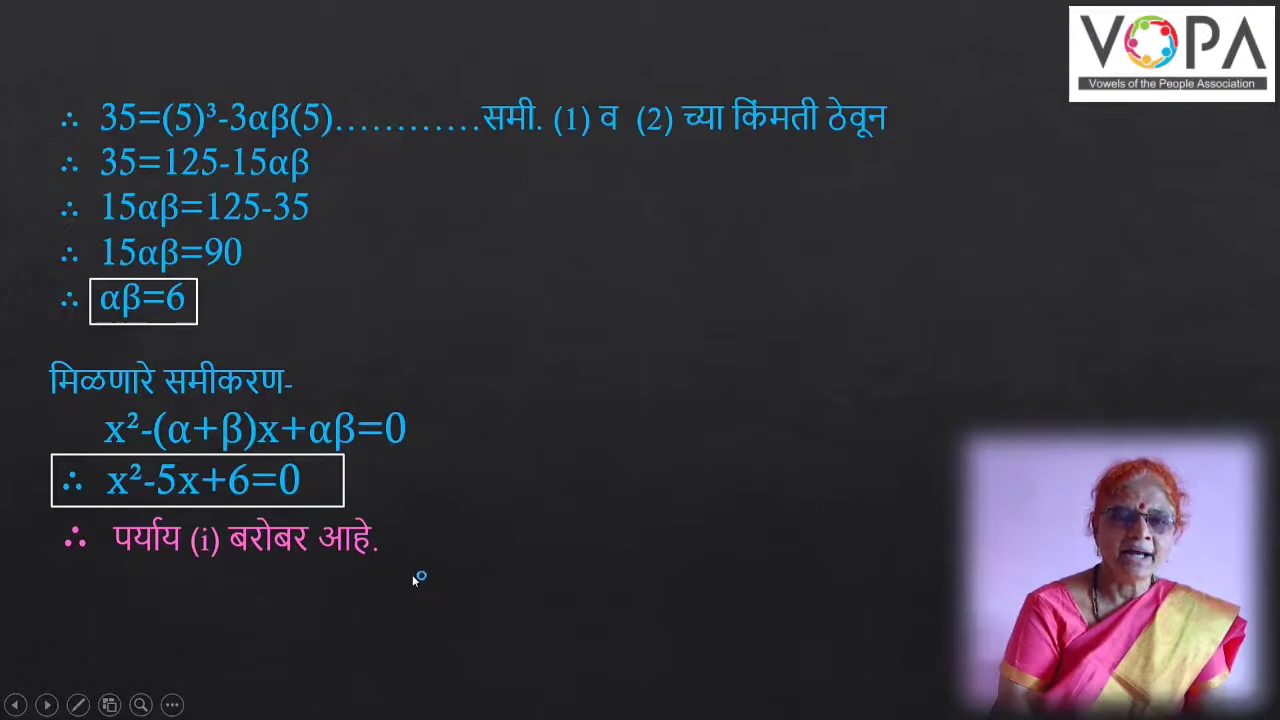 VOPA
Vowels of the People Association
∴ 35=(5)³-3αβ(5)............समी. (1) व (2) च्या किंमती ठेवून
∴ 35=125-15αβ
∴ 15αβ=125-35
∴ 15αβ=90
∴ αβ=6
मिळणारे समीकरण-
x²-(α+β)x+αβ=0
∴ x²-5x+6=0
∴ पर्याय (i) बरोबर आहे.